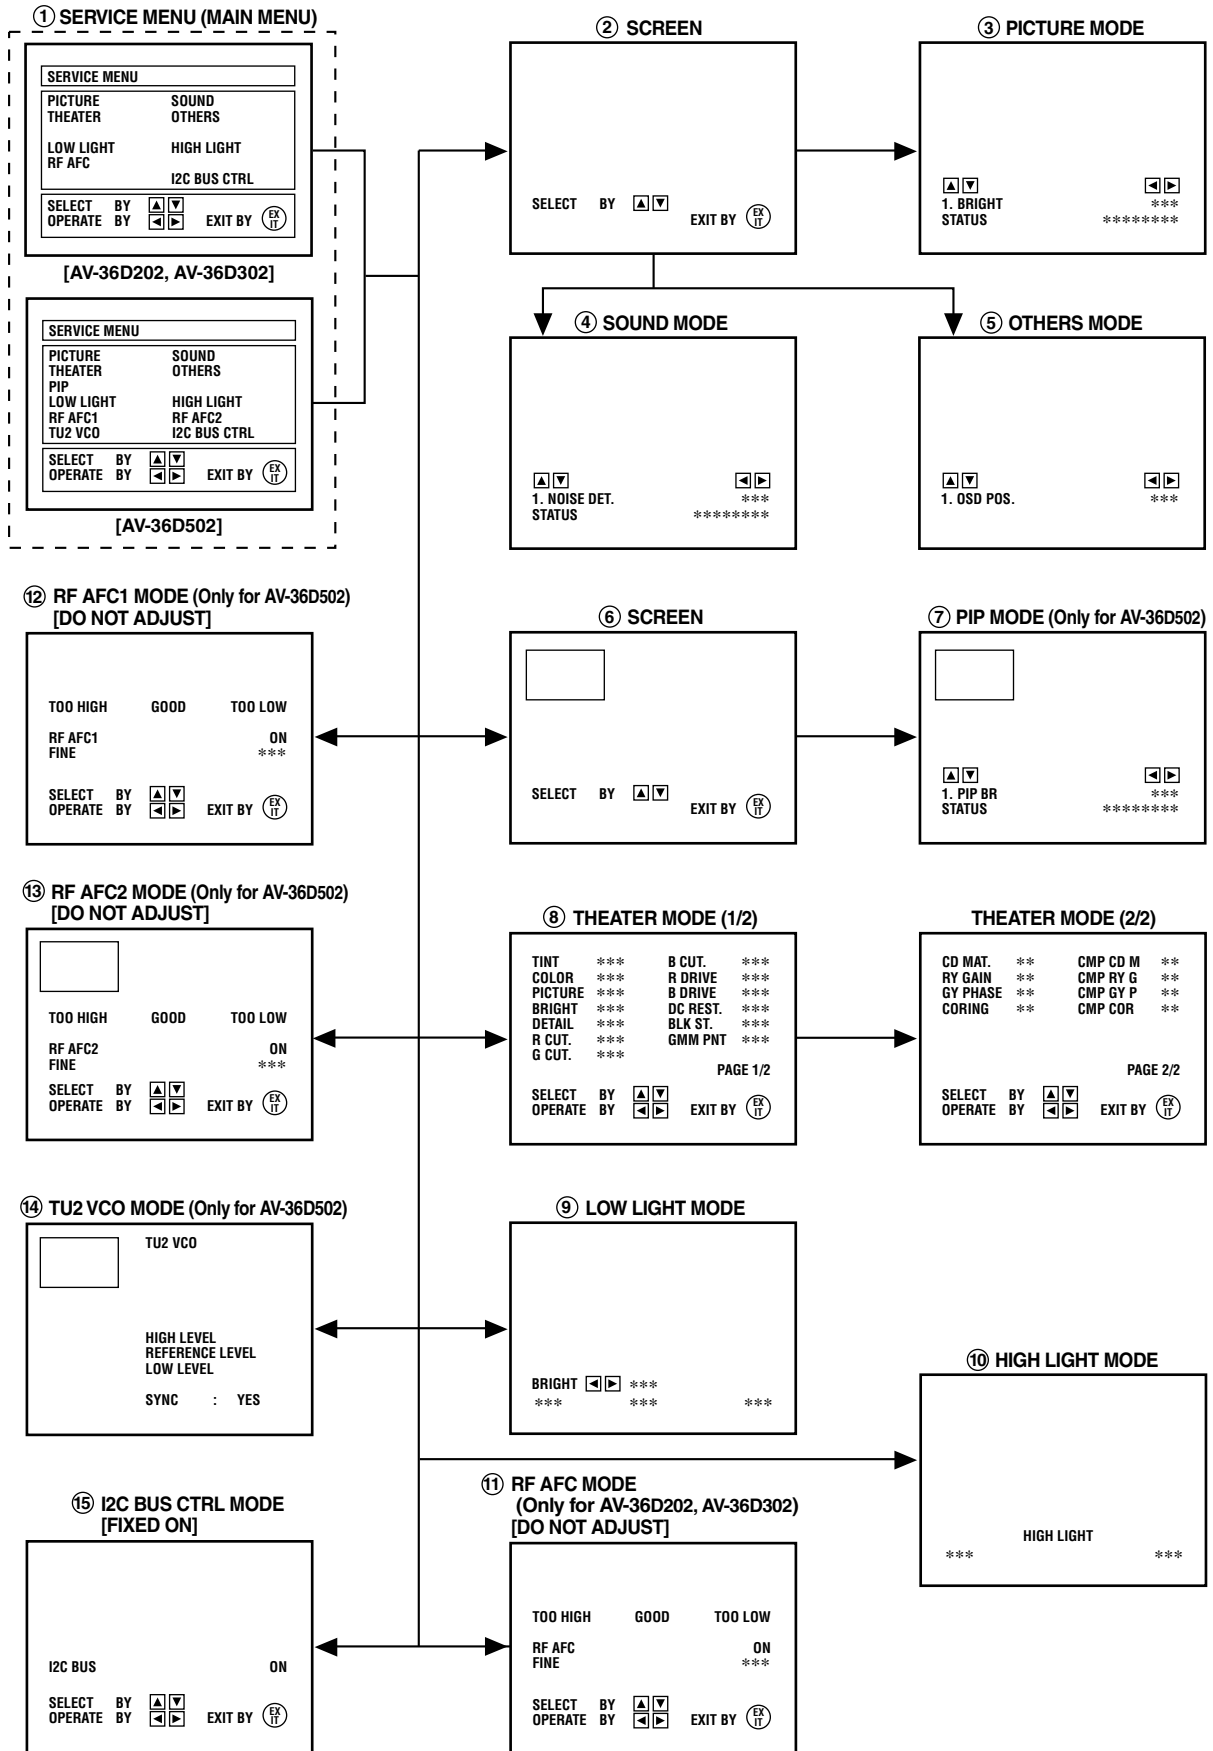 ① SERVICE MENU (MAIN MENU)
SERVICE MENU
PICTURE SOUND
THEATER OTHERS
LOW LIGHT HIGH LIGHT
RF AFC
I2C BUS CTRL
SELECT BY ▲▼
OPERATE BY ◀▶ EXIT BY EXIT
[AV-36D202, AV-36D302]
SERVICE MENU
PICTURE SOUND
THEATER OTHERS
PIP
LOW LIGHT HIGH LIGHT
RF AFC1 RF AFC2
TU2 VCO I2C BUS CTRL
SELECT BY ▲▼
OPERATE BY ◀▶ EXIT BY EXIT
[AV-36D502]
② SCREEN
SELECT BY ▲▼
EXIT BY EXIT
③ PICTURE MODE
▲▼ ◀▶
1. BRIGHT ***
STATUS ********
④ SOUND MODE
▲▼ ◀▶
1. NOISE DET. ***
STATUS ********
⑤ OTHERS MODE
▲▼ ◀▶
1. OSD POS. ***
⑫ RF AFC1 MODE (Only for AV-36D502)
[DO NOT ADJUST]
TOO HIGH GOOD TOO LOW
RF AFC1 ON
FINE ***
SELECT BY ▲▼
OPERATE BY ◀▶ EXIT BY EXIT
⑥ SCREEN
SELECT BY ▲▼
EXIT BY EXIT
⑦ PIP MODE (Only for AV-36D502)
▲▼ ◀▶
1. PIP BR ***
STATUS ********
⑬ RF AFC2 MODE (Only for AV-36D502)
[DO NOT ADJUST]
TOO HIGH GOOD TOO LOW
RF AFC2 ON
FINE ***
SELECT BY ▲▼
OPERATE BY ◀▶ EXIT BY EXIT
⑧ THEATER MODE (1/2)
TINT *** B CUT. ***
COLOR *** R DRIVE ***
PICTURE *** B DRIVE ***
BRIGHT *** DC REST. ***
DETAIL *** BLK ST. ***
R CUT. *** GMM PNT ***
G CUT. ***
PAGE 1/2
SELECT BY ▲▼
OPERATE BY ◀▶ EXIT BY EXIT
THEATER MODE (2/2)
CD MAT. ** CMP CD M **
RY GAIN ** CMP RY G **
GY PHASE ** CMP GY P **
CORING ** CMP COR **
PAGE 2/2
SELECT BY ▲▼
OPERATE BY ◀▶ EXIT BY EXIT
⑭ TU2 VCO MODE (Only for AV-36D502)
TU2 VCO
HIGH LEVEL
REFERENCE LEVEL
LOW LEVEL
SYNC : YES
⑨ LOW LIGHT MODE
BRIGHT ◀▶ ***
*** *** ***
⑩ HIGH LIGHT MODE
HIGH LIGHT
*** ***
⑮ I2C BUS CTRL MODE
[FIXED ON]
I2C BUS ON
SELECT BY ▲▼
OPERATE BY ◀▶ EXIT BY EXIT
⑪ RF AFC MODE
(Only for AV-36D202, AV-36D302)
[DO NOT ADJUST]
TOO HIGH GOOD TOO LOW
RF AFC ON
FINE ***
SELECT BY ▲▼
OPERATE BY ◀▶ EXIT BY EXIT